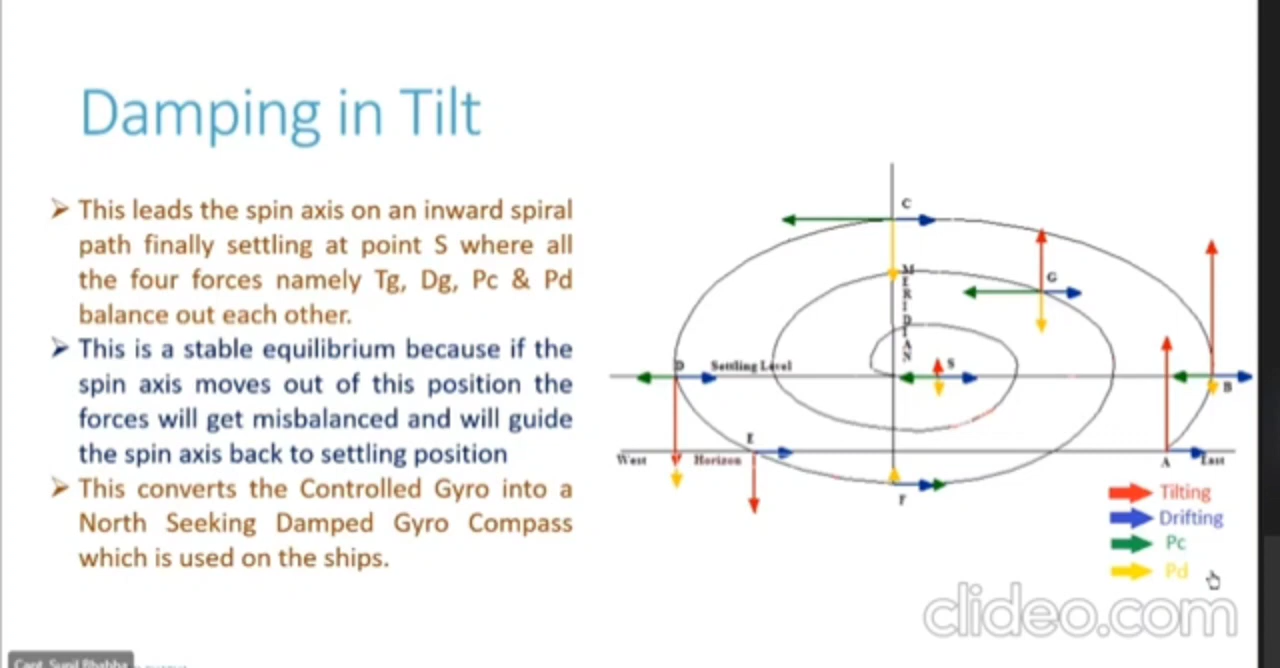 Damping in Tilt
➢ This leads the spin axis on an inward spiral
path finally settling at point S where all
the four forces namely Tg, Dg, Pc & Pd
balance out each other.
➢ This is a stable equilibrium because if the
spin axis moves out of this position the
forces will get misbalanced and will guide
the spin axis back to settling position
➢ This converts the Controlled Gyro into a
North Seeking Damped Gyro Compass
which is used on the ships.
C
MERIDIAN
G
D
Settling Level
S
B
E
West
Horizon
A
East
F
Tilting
Drifting
Pc
Pd
clideo.com
Capt. Sunil Bhabha